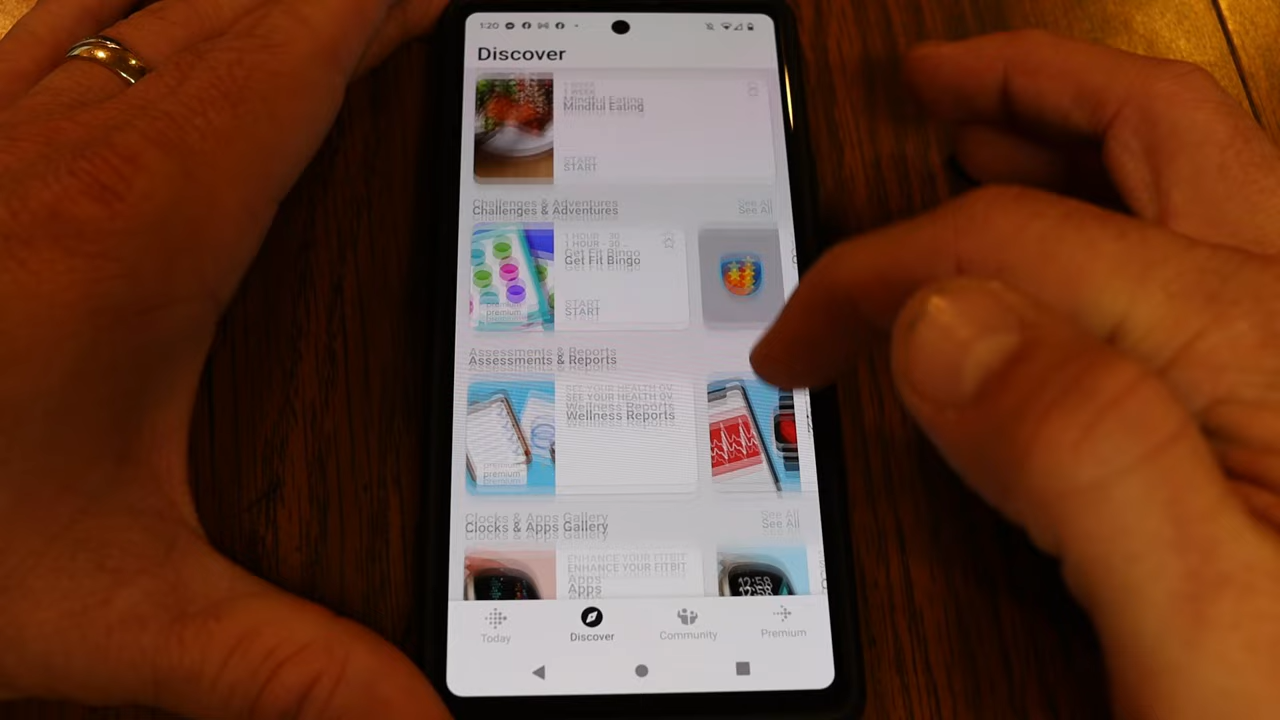 1:20
Discover
1 WEEK
Mindful Eating
START
Challenges & Adventures
See All
1 HOUR - 30 ...
Get Fit Bingo
START
premium
Assessments & Reports
SEE YOUR HEALTH OV
Wellness Reports
premium
Clocks & Apps Gallery
See All
ENHANCE YOUR FITBIT
Apps
12:58
Today
Discover
Community
Premium